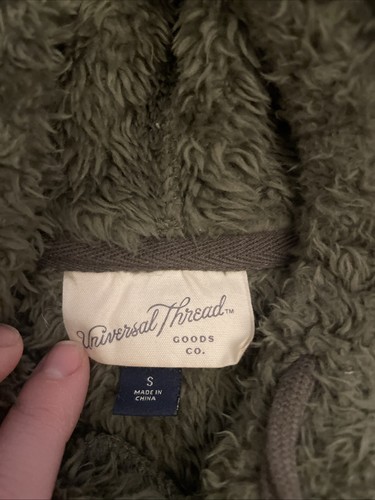 Universal Thread™
GOODS
CO.
S
MADE IN
CHINA